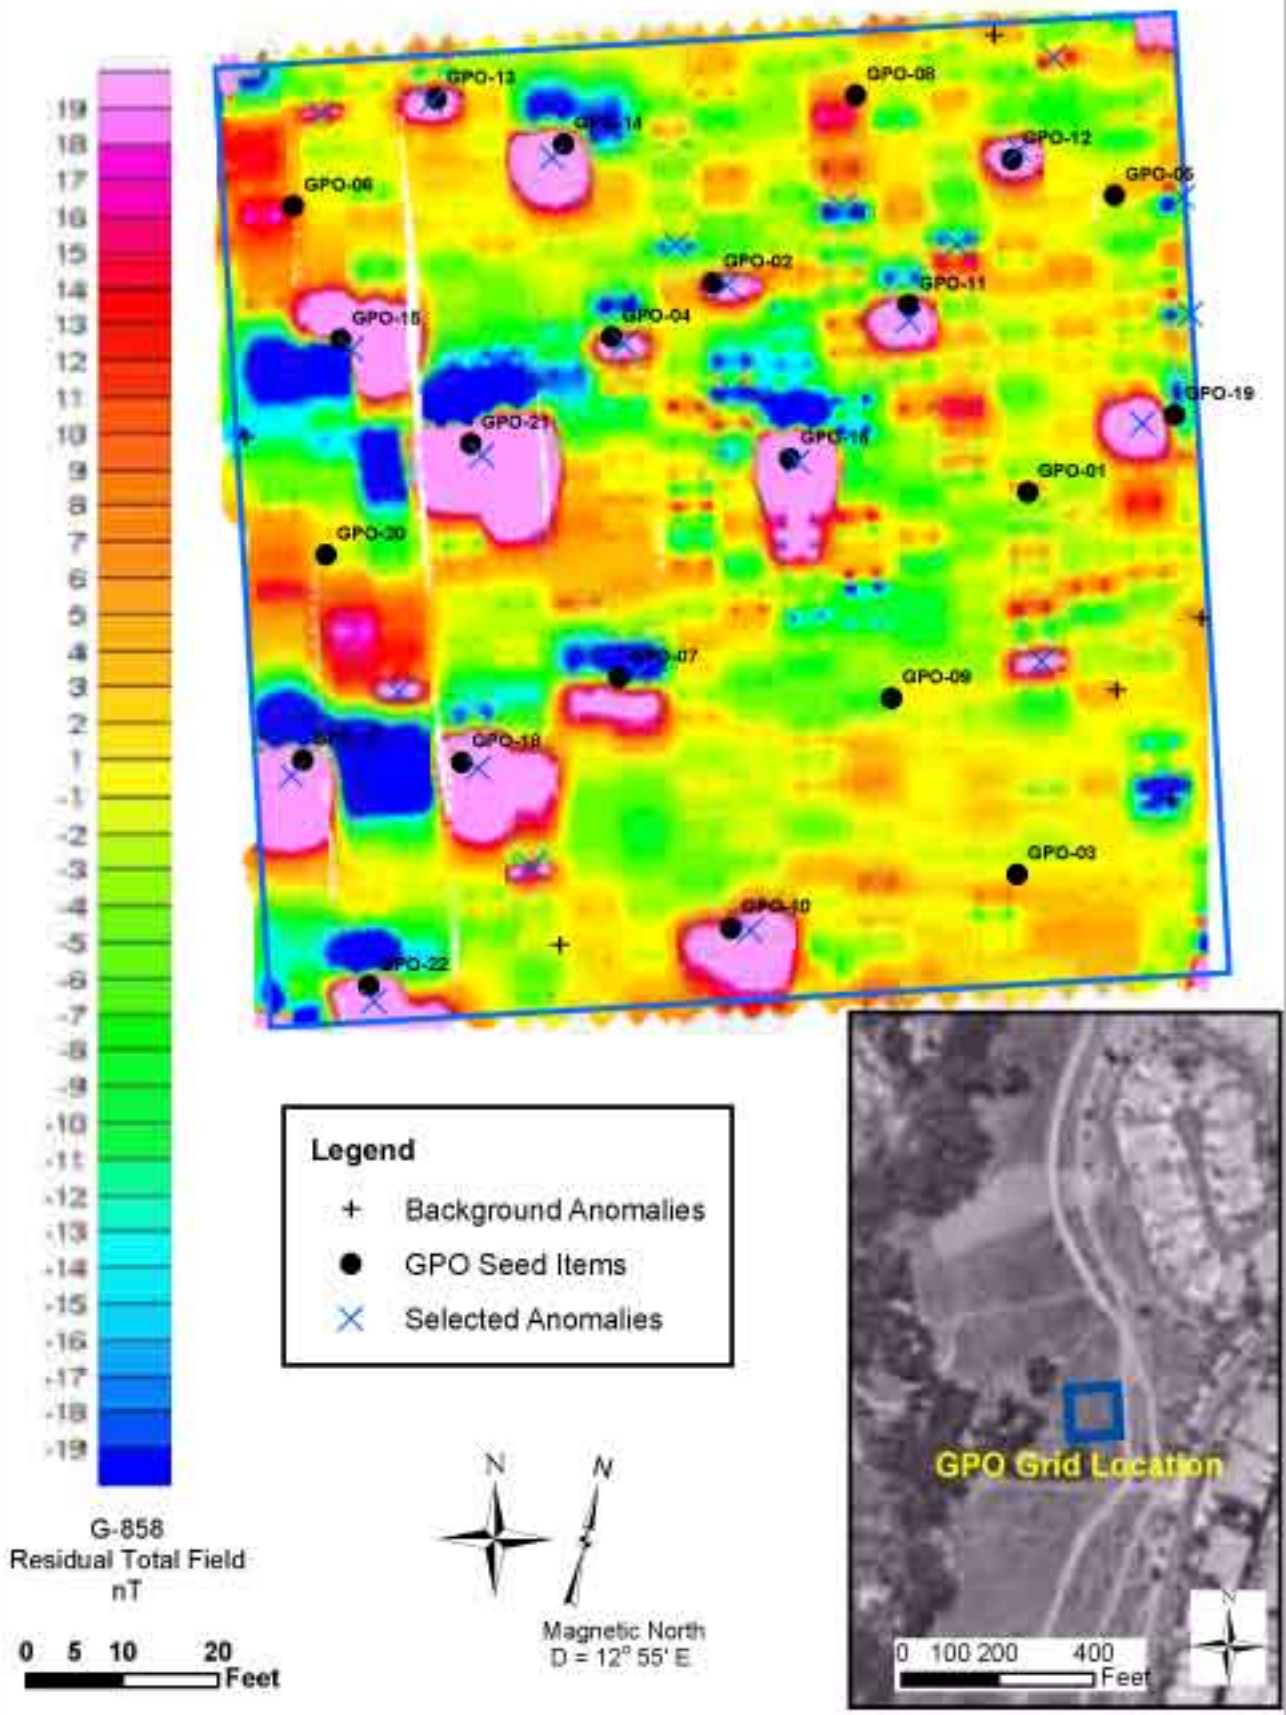 GPO-13
GPO-08
GPO-14
GPO-12
GPO-06
GPO-05
GPO-02
GPO-11
GPO-15
GPO-04
GPO-19
GPO-21
GPO-16
GPO-01
GPO-20
GPO-07
GPO-09
GPO-18
GPO-03
GPO-10
GPO-22
19
18
17
16
15
14
13
12
11
10
9
8
7
6
5
4
3
2
1
-1
-2
-3
-4
-5
-6
-7
-8
-9
-10
-11
-12
-13
-14
-15
-16
-17
-18
-19
G-858
Residual Total Field
nT
0 5 10 20
Feet
Legend
Background Anomalies
GPO Seed Items
Selected Anomalies
N N
Magnetic North
D = 12° 55' E
GPO Grid Location
N
0 100 200 400
Feet